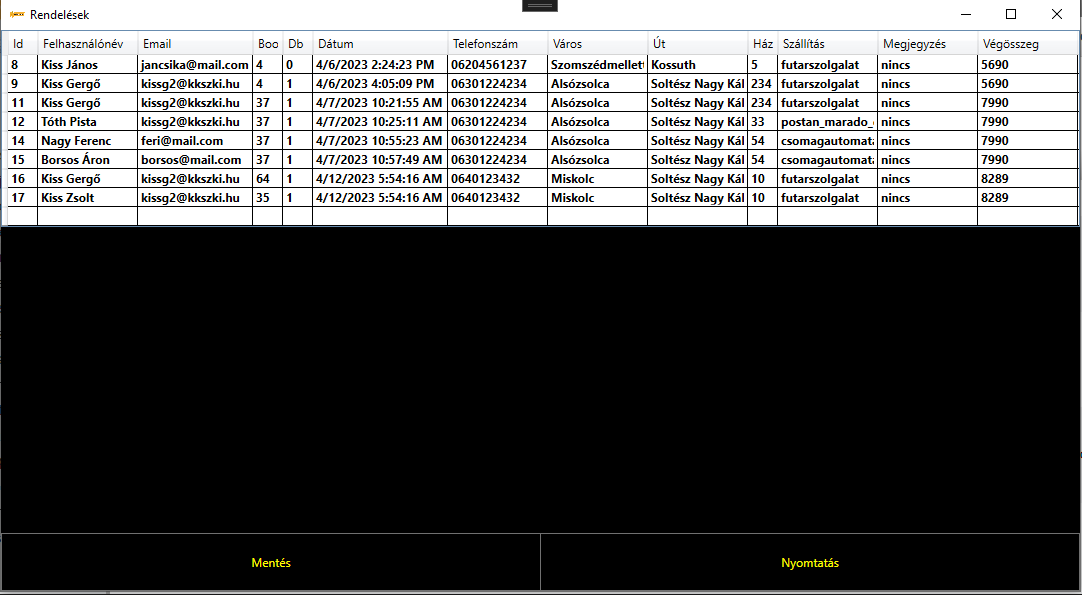 Rendelések
Id Felhasználónév Email Boo Db Dátum Telefonszám Város Út Ház Szállítás Megjegyzés Végösszeg
8 Kiss János jancsika@mail.com 4 0 4/6/2023 2:24:23 PM 06204561237 Szomszédmellett Kossuth 5 futarszolgalat nincs 5690
9 Kiss Gergő kissg2@kkszki.hu 4 1 4/6/2023 4:05:09 PM 06301224234 Alsózsolca Soltész Nagy Kál 234 futarszolgalat nincs 5690
11 Kiss Gergő kissg2@kkszki.hu 37 1 4/7/2023 10:21:55 AM 06301224234 Alsózsolca Soltész Nagy Kál 234 futarszolgalat nincs 7990
12 Tóth Pista kissg2@kkszki.hu 37 1 4/7/2023 10:25:11 AM 06301224234 Alsózsolca Soltész Nagy Kál 33 postan_marado_ nincs 7990
14 Nagy Ferenc feri@mail.com 37 1 4/7/2023 10:55:23 AM 06301224234 Alsózsolca Soltész Nagy Kál 54 csomagautomata nincs 7990
15 Borsos Áron borsos@mail.com 37 1 4/7/2023 10:57:49 AM 06301224234 Alsózsolca Soltész Nagy Kál 54 csomagautomata nincs 7990
16 Kiss Gergő kissg2@kkszki.hu 64 1 4/12/2023 5:54:16 AM 0640123432 Miskolc Soltész Nagy Kál 10 futarszolgalat nincs 8289
17 Kiss Zsolt kissg2@kkszki.hu 35 1 4/12/2023 5:54:16 AM 0640123432 Miskolc Soltész Nagy Kál 10 futarszolgalat nincs 8289
Mentés Nyomtatás